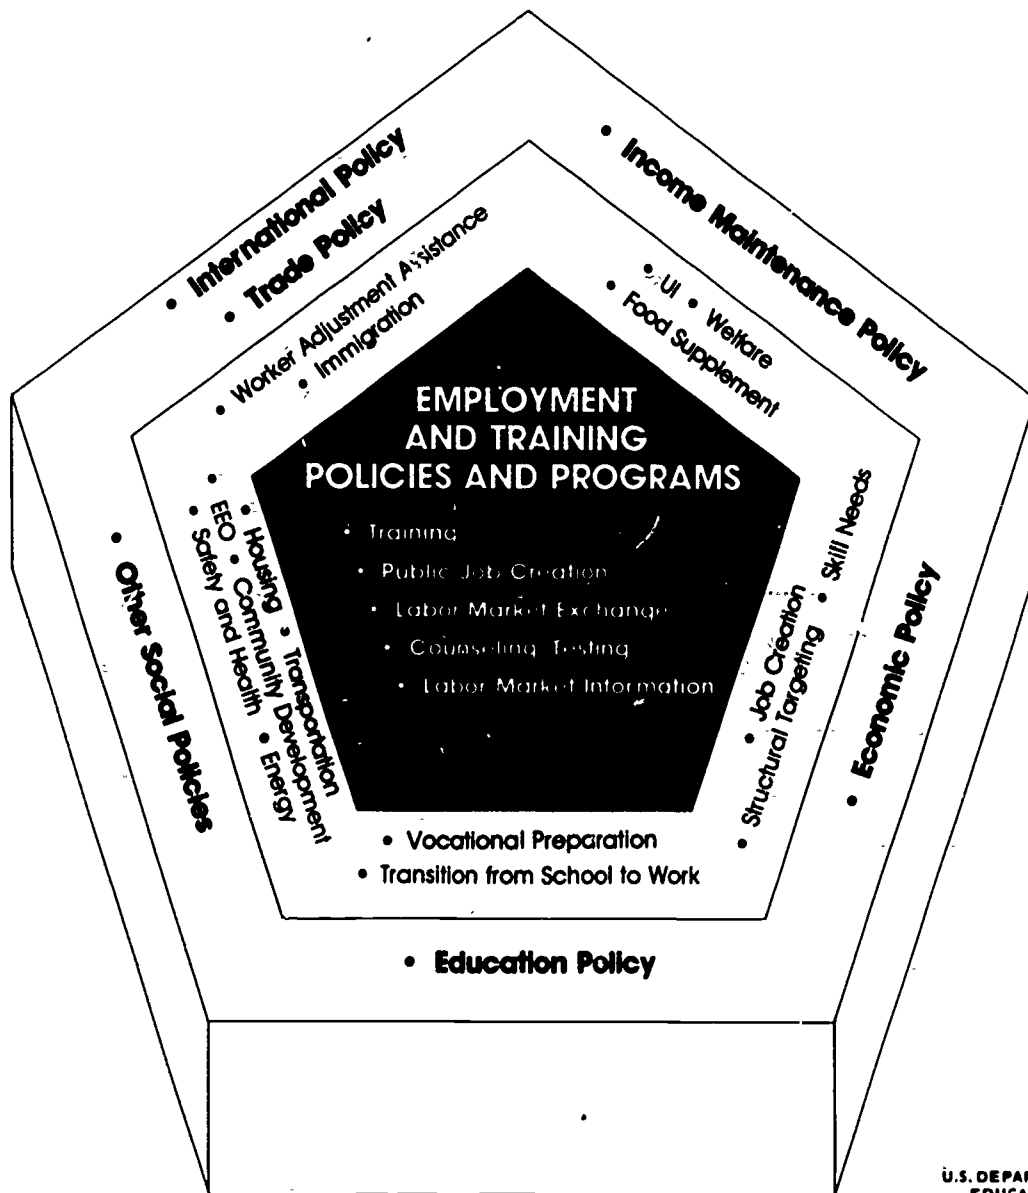 • International Policy
• Trade Policy
• Income Maintenance Policy
• Worker Adjustment Assistance
• Immigration
• UI • Welfare
• Food Supplement
EMPLOYMENT
AND TRAINING
POLICIES AND PROGRAMS
• Training
• Public Job Creation
• Labor Market Exchange
• Counseling, Testing
• Labor Market Information
• Housing • Transportation
• EEO • Community Development
• Safety and Health • Energy
• Other Social Policies
• Job Creation • Skill Needs
• Structural Targeting
• Economic Policy
• Vocational Preparation
• Transition from School to Work
• Education Policy
U.S.